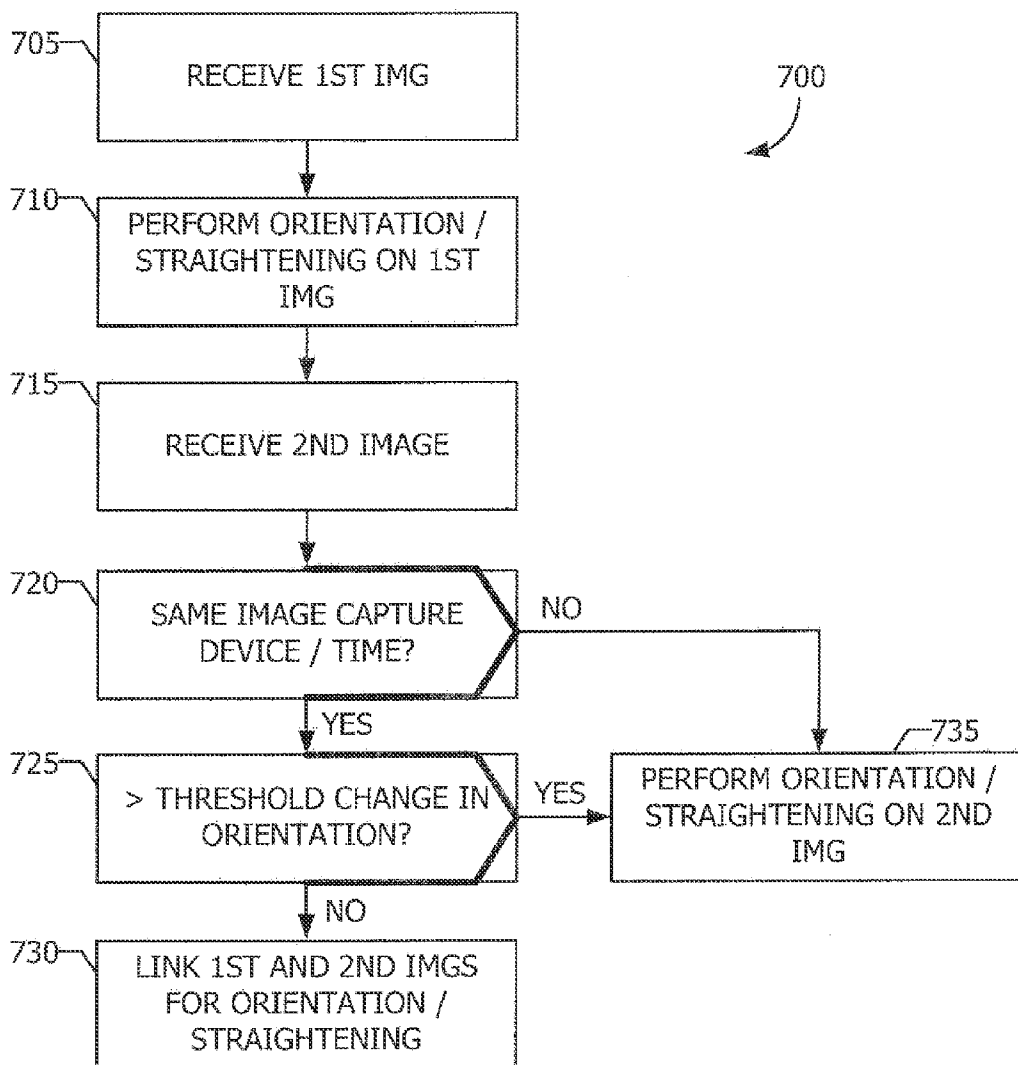 705
RECEIVE 1ST IMG
700
710
PERFORM ORIENTATION /
STRAIGHTENING ON 1ST
IMG
715
RECEIVE 2ND IMAGE
720
SAME IMAGE CAPTURE
DEVICE / TIME?
NO
YES
725
> THRESHOLD CHANGE IN
ORIENTATION?
YES
735
PERFORM ORIENTATION /
STRAIGHTENING ON 2ND
IMG
NO
730
LINK 1ST AND 2ND IMGS
FOR ORIENTATION /
STRAIGHTENING